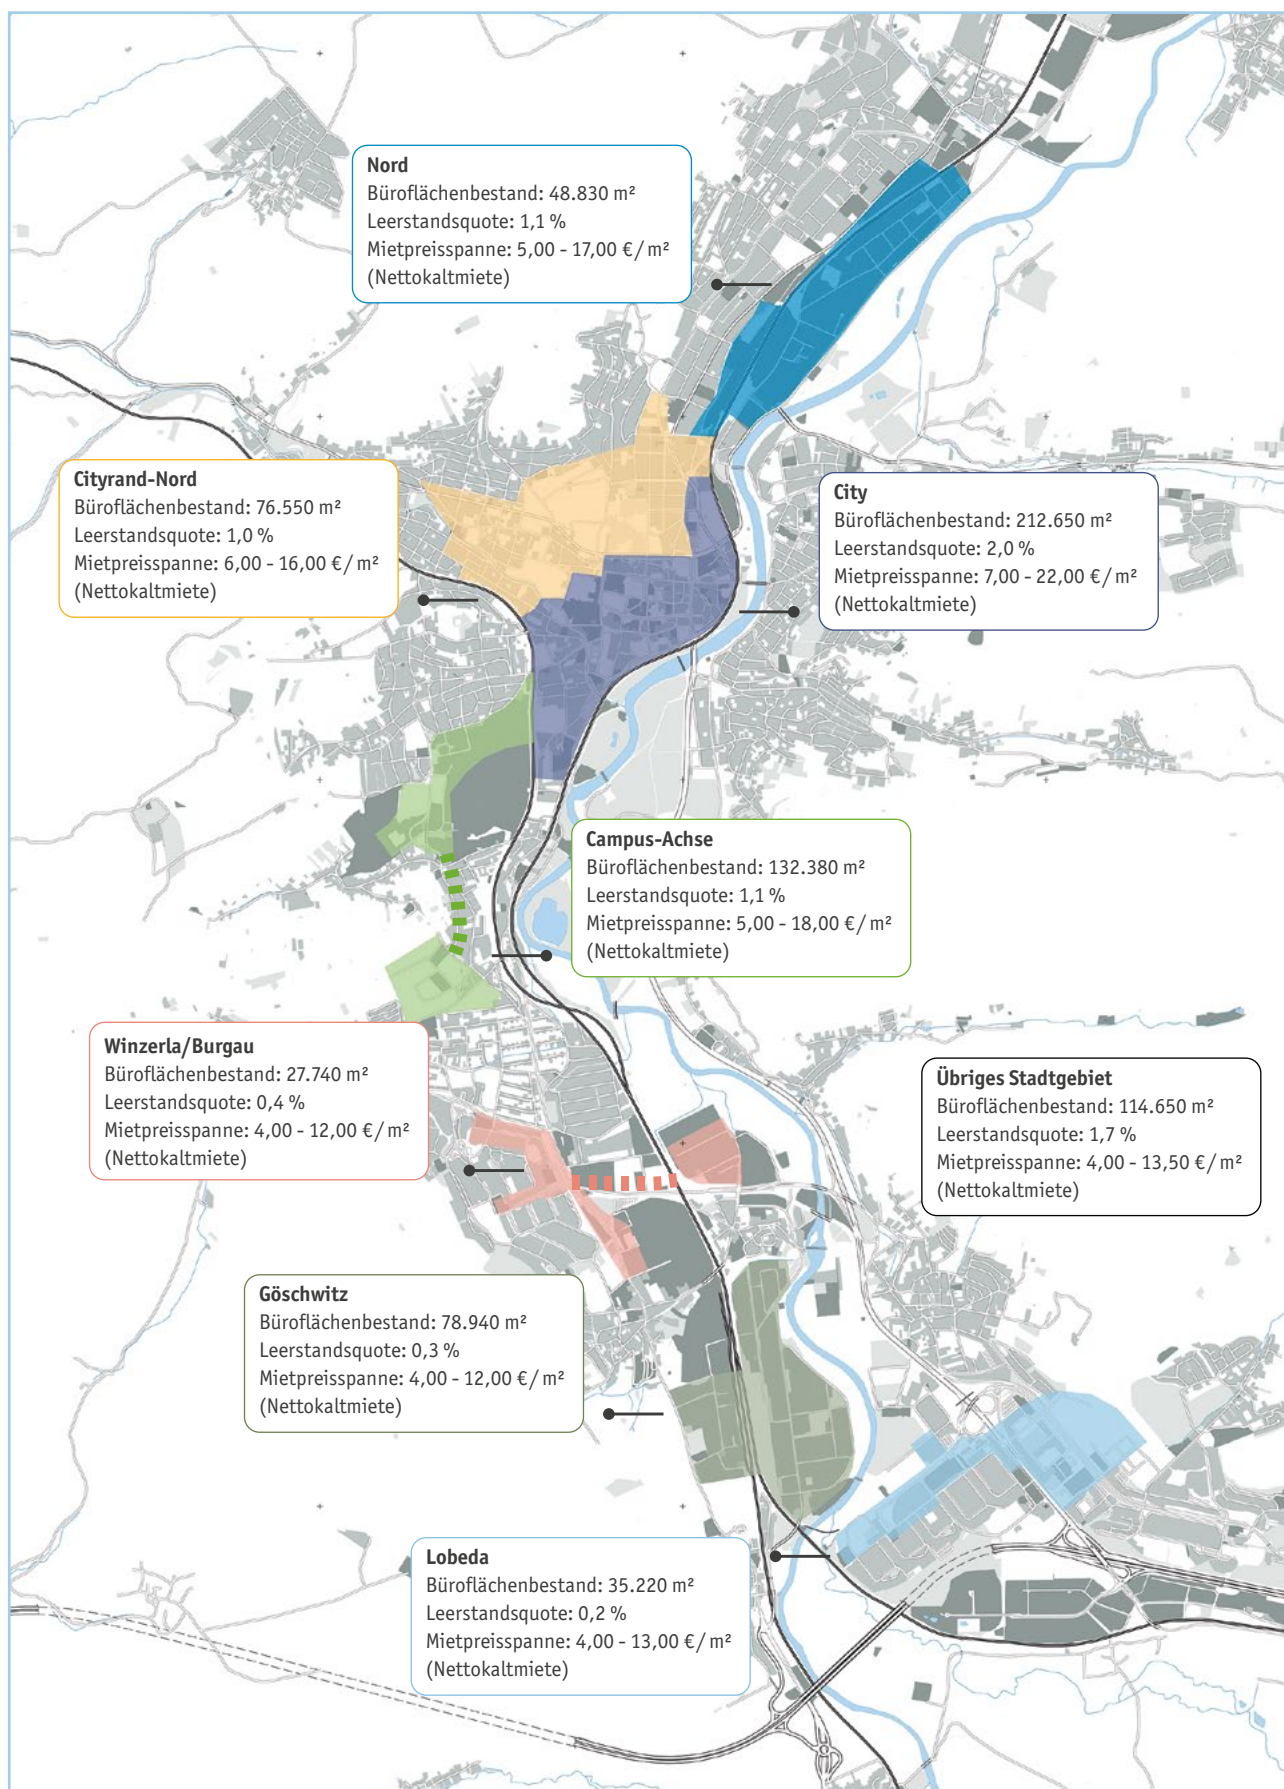 Nord
Büroflächenbestand: 48.830 m²
Leerstandsquote: 1,1 %
Mietpreisspanne: 5,00 - 17,00 €/m²
(Nettokaltmiete)
Cityrand-Nord
Büroflächenbestand: 76.550 m²
Leerstandsquote: 1,0 %
Mietpreisspanne: 6,00 - 16,00 €/m²
(Nettokaltmiete)
City
Büroflächenbestand: 212.650 m²
Leerstandsquote: 2,0 %
Mietpreisspanne: 7,00 - 22,00 €/m²
(Nettokaltmiete)
Campus-Achse
Büroflächenbestand: 132.380 m²
Leerstandsquote: 1,1 %
Mietpreisspanne: 5,00 - 18,00 €/m²
(Nettokaltmiete)
Winzerla/Burgau
Büroflächenbestand: 27.740 m²
Leerstandsquote: 0,4 %
Mietpreisspanne: 4,00 - 12,00 €/m²
(Nettokaltmiete)
Übriges Stadtgebiet
Büroflächenbestand: 114.650 m²
Leerstandsquote: 1,7 %
Mietpreisspanne: 4,00 - 13,50 €/m²
(Nettokaltmiete)
Göschwitz
Büroflächenbestand: 78.940 m²
Leerstandsquote: 0,3 %
Mietpreisspanne: 4,00 - 12,00 €/m²
(Nettokaltmiete)
Lobeda
Büroflächenbestand: 35.220 m²
Leerstandsquote: 0,2 %
Mietpreisspanne: 4,00 - 13,00 €/m²
(Nettokaltmiete)